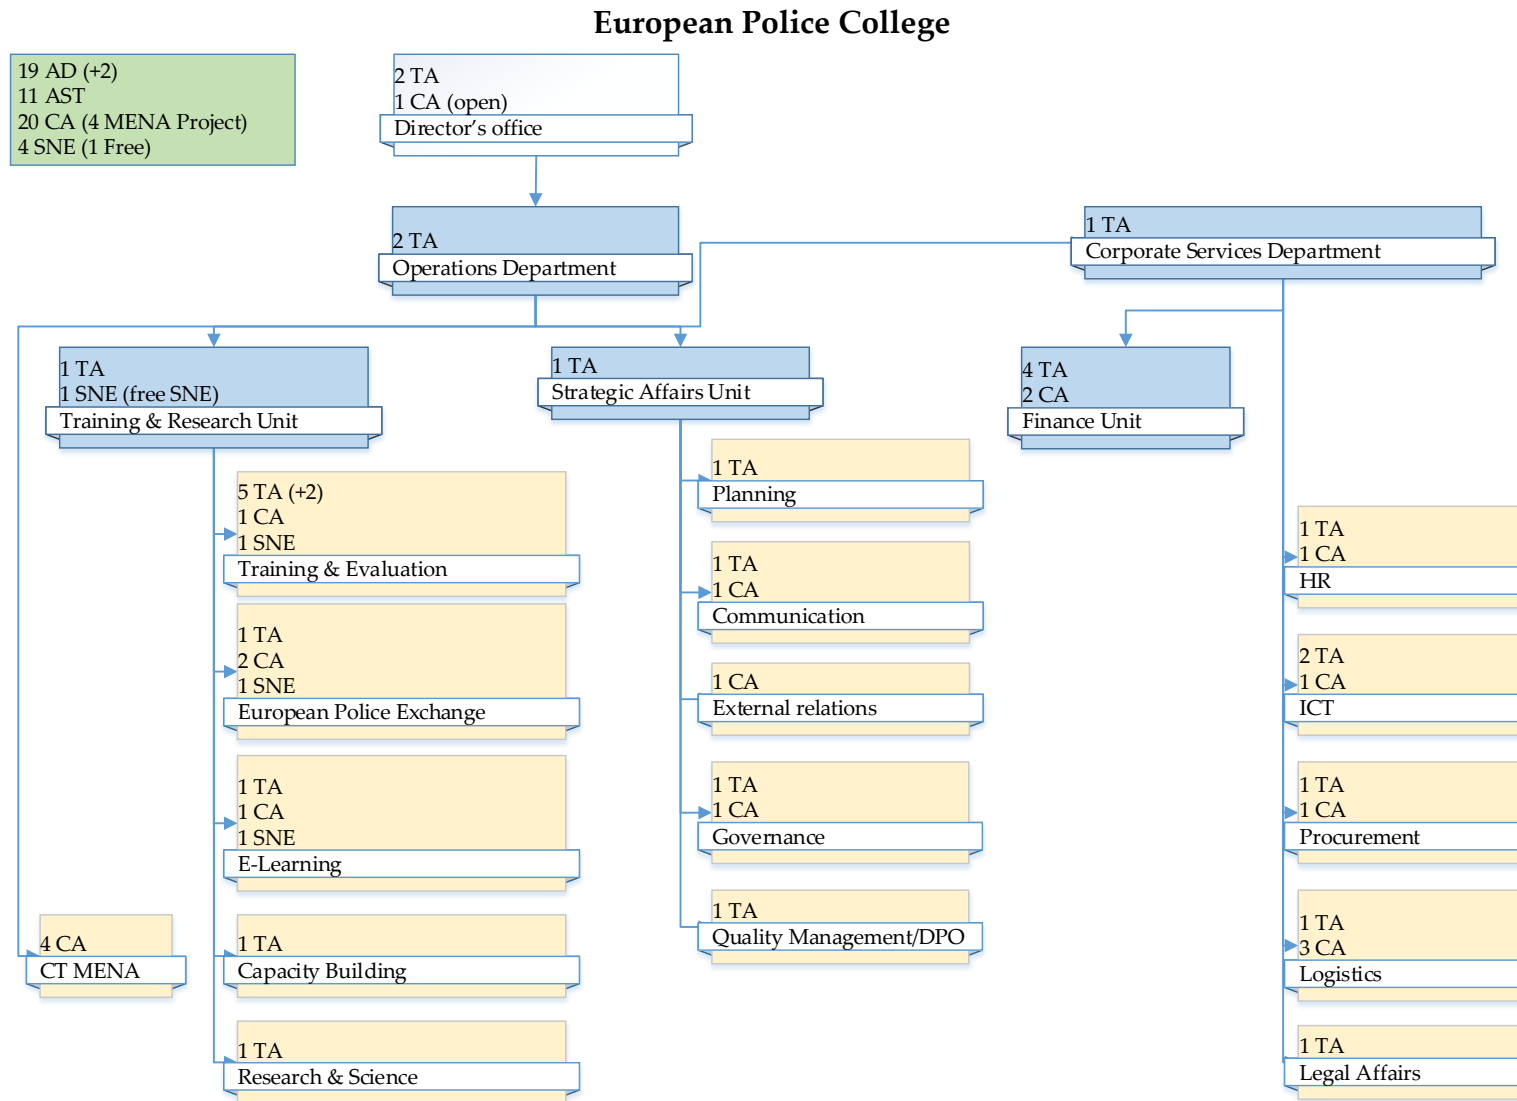 European Police College
19 AD (+2)
11 AST
20 CA (4 MENA Project)
4 SNE (1 Free)
2 TA
1 CA (open)
Director's office
2 TA
Operations Department
1 TA
Corporate Services Department
1 TA
1 SNE (free SNE)
Training & Research Unit
1 TA
Strategic Affairs Unit
4 TA
2 CA
Finance Unit
5 TA (+2)
1 CA
1 SNE
Training & Evaluation
1 TA
2 CA
1 SNE
European Police Exchange
1 TA
1 CA
1 SNE
E-Learning
4 CA
CT MENA
1 TA
Capacity Building
1 TA
Research & Science
1 TA
Planning
1 TA
1 CA
Communication
1 CA
External relations
1 TA
1 CA
Governance
1 TA
Quality Management/DPO
1 TA
1 CA
HR
2 TA
1 CA
ICT
1 TA
1 CA
Procurement
1 TA
3 CA
Logistics
1 TA
Legal Affairs